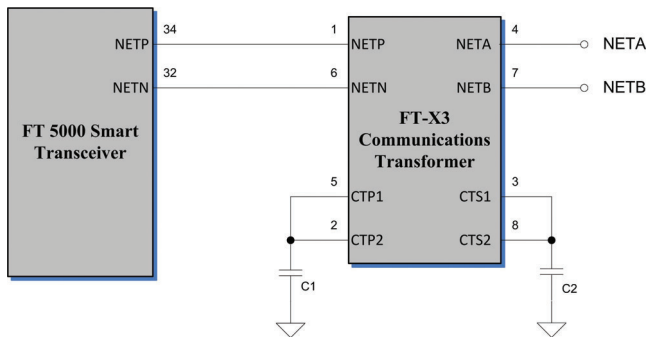 34 1 4
NETP NETP NETA NETA
32 6 7
NETN NETN NETB NETB
FT 5000 Smart
Transceiver
FT-X3
Communications
Transformer
5 3
CTP1 CTS1
2 8
CTP2 CTS2
C1 C2